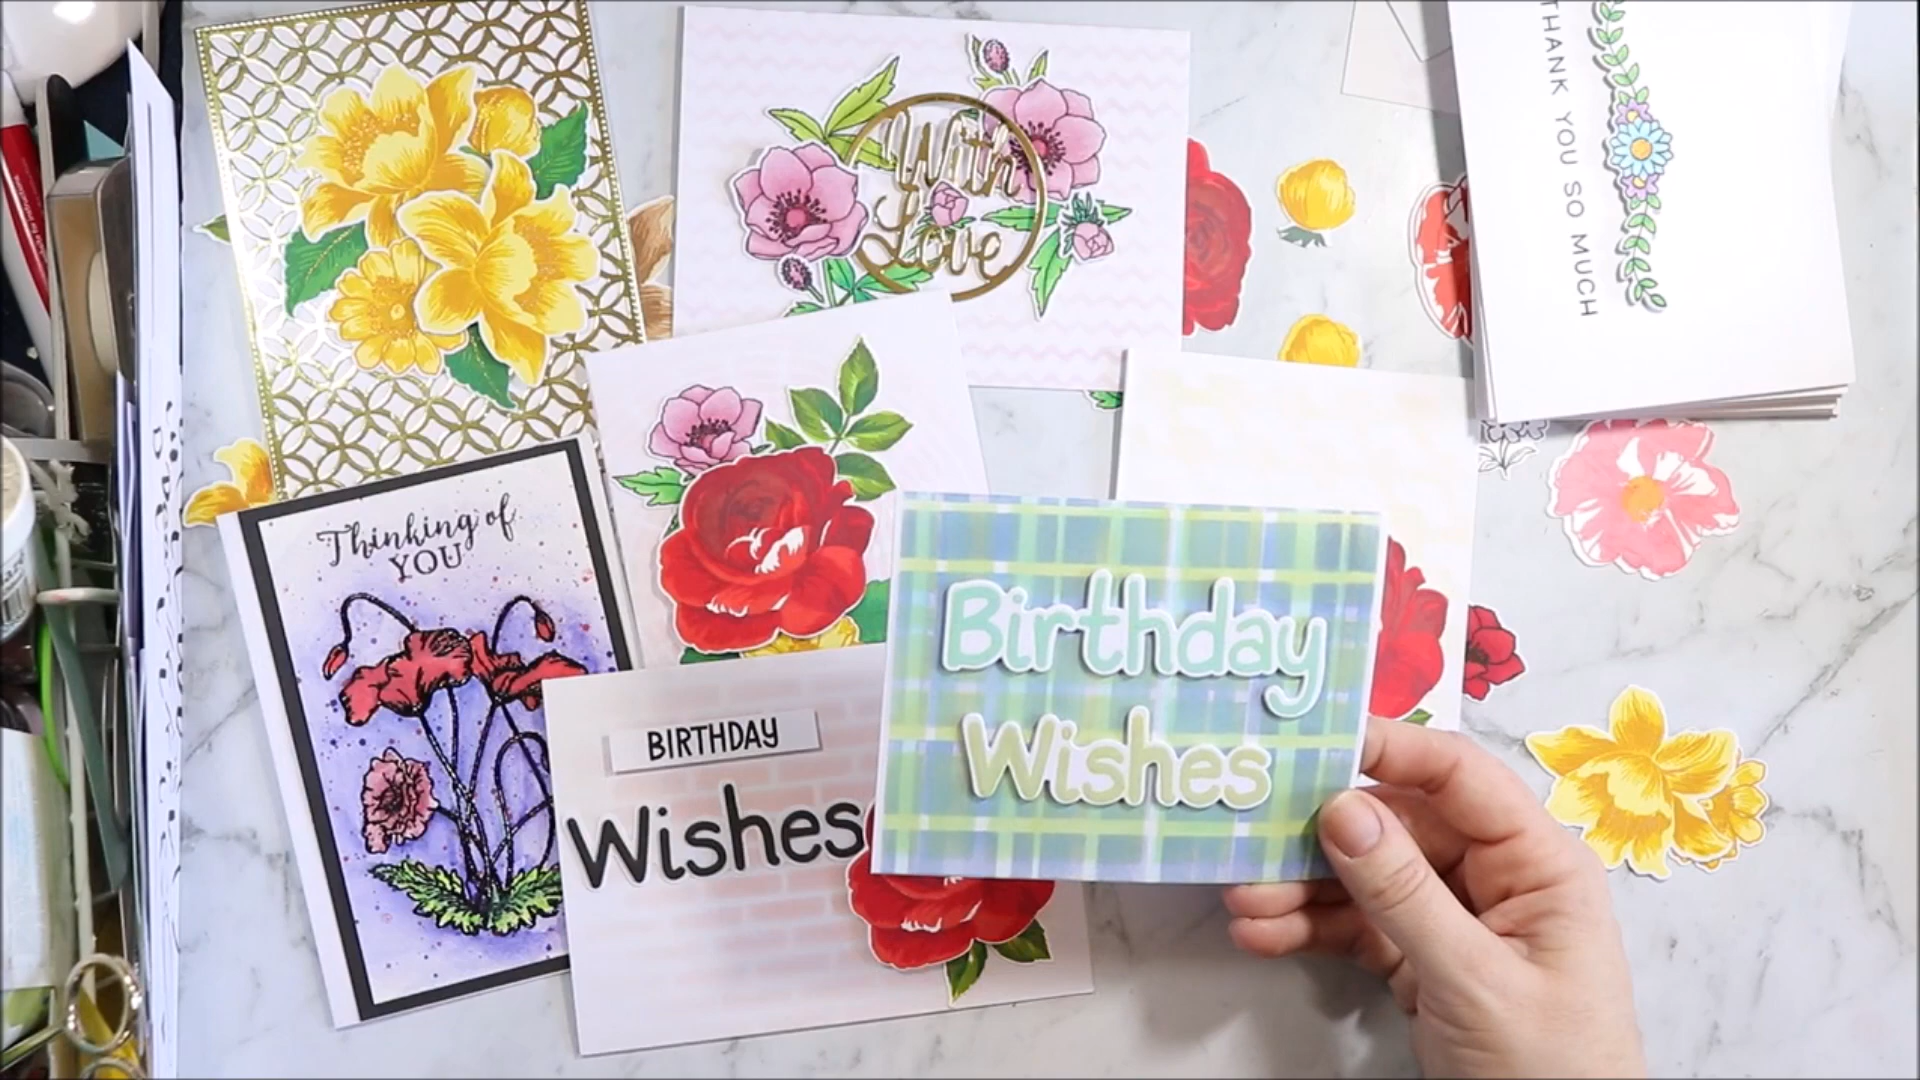 With
Love
THANK YOU SO MUCH
Thinking of
YOU
BIRTHDAY
Wishes
Birthday
Wishes